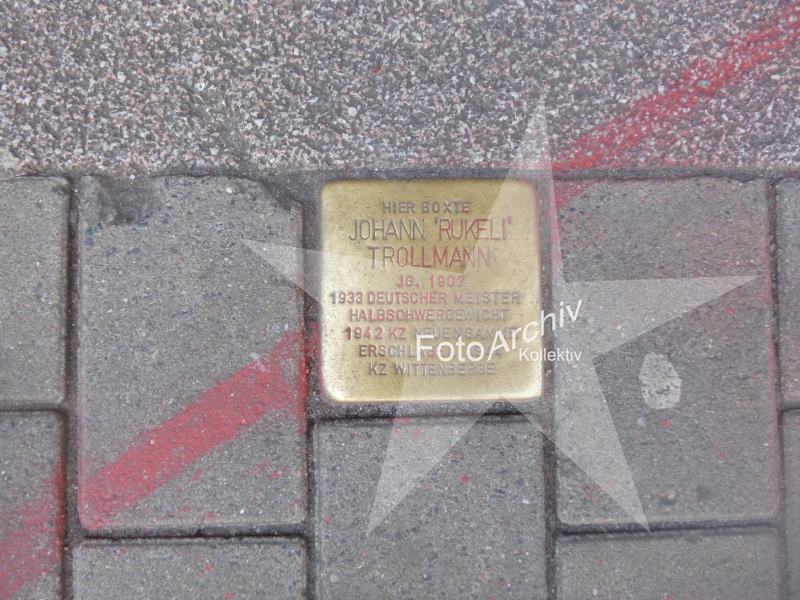 HIER BOXTE
JOHANN "RUKELI"
TROLLMANN
JG. 1907
1933 DEUTSCHER MEISTER
HALBSCHWERGEWICHT
1942 KZ NEUENGAMME
KZ WITTENBERGE
FotoArchiv
Kollektiv